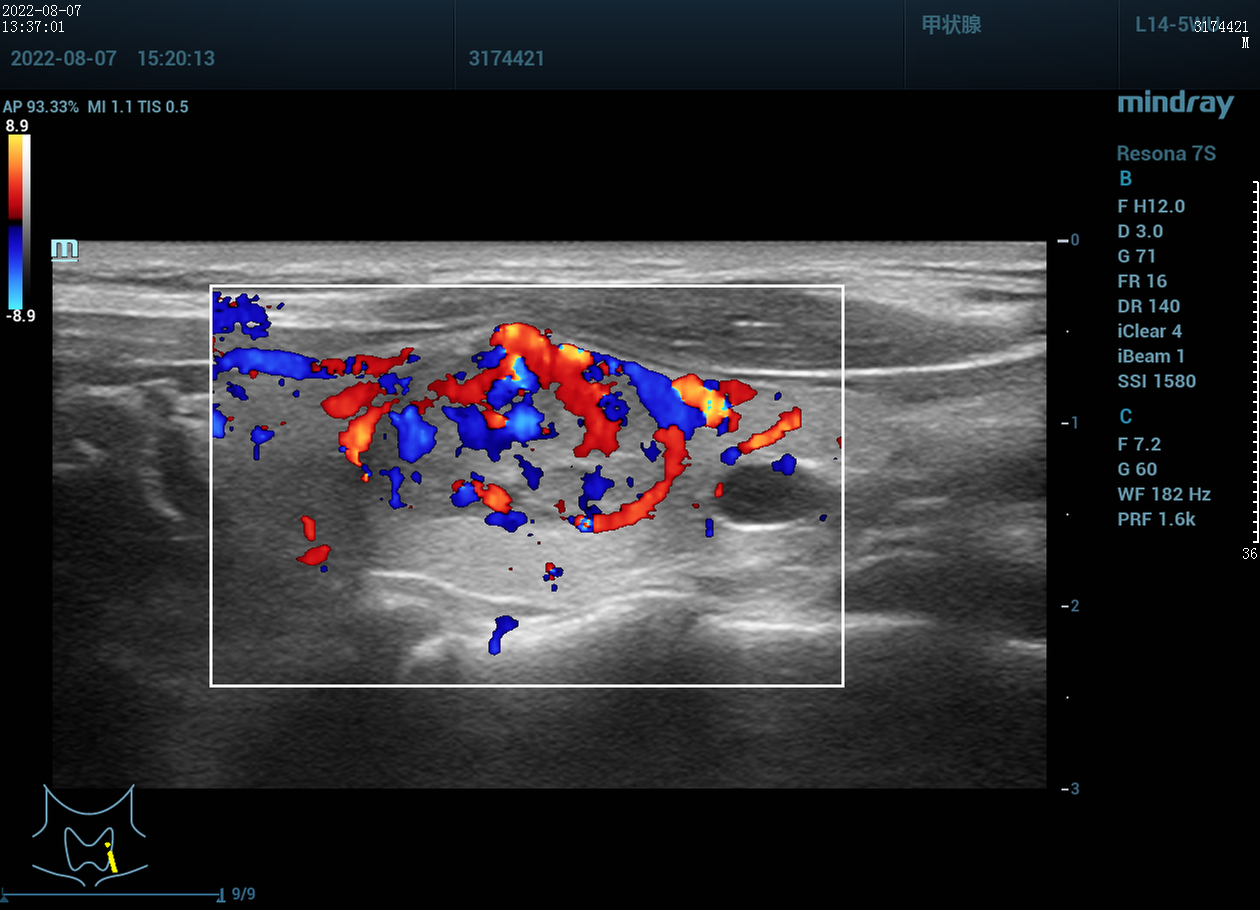 2022-08-07
13:37:01
2022-08-07 15:20:13
3174421
甲状腺
L14-5WU
3174421
M
AP 93.33% MI 1.1 TIS 0.5
8.9
-8.9
m
mindray
Resona 7S
B
F H12.0
D 3.0
G 71
FR 16
DR 140
iClear 4
iBeam 1
SSI 1580
C
F 7.2
G 60
WF 182 Hz
PRF 1.6k
0
1
2
3
36
9/9